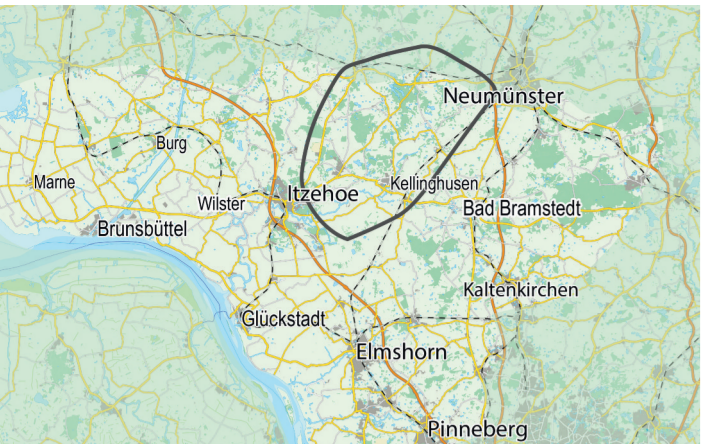 Neumünster
Burg
Marne
Kellinghusen
Itzehoe
Wilster
Bad Bramstedt
Brunsbüttel
Kaltenkirchen
Glückstadt
Elmshorn
Pinneberg